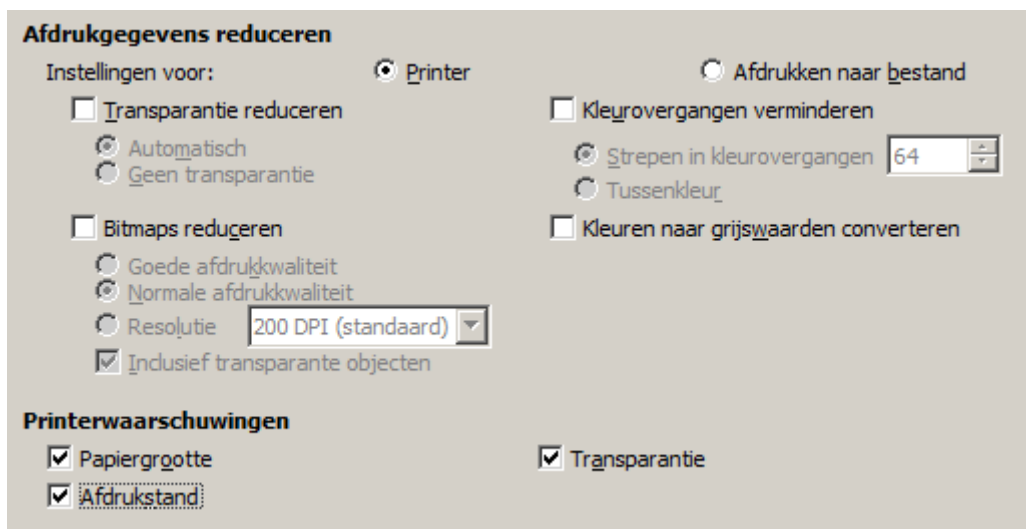 Afdrukgegevens reduceren
Instellingen voor: Printer Afdrukken naar bestand
Transparantie reduceren Kleurovergangen verminderen
Automatisch Strepen in kleurovergangen 64
Geen transparantie Tussenkleur
Bitmaps reduceren Kleuren naar grijswaarden converteren
Goede afdrukkwaliteit
Normale afdrukkwaliteit
Resolutie 200 DPI (standaard)
Inclusief transparante objecten
Printerwaarschuwingen
Papiergrootte Transparantie
Afdrukstand